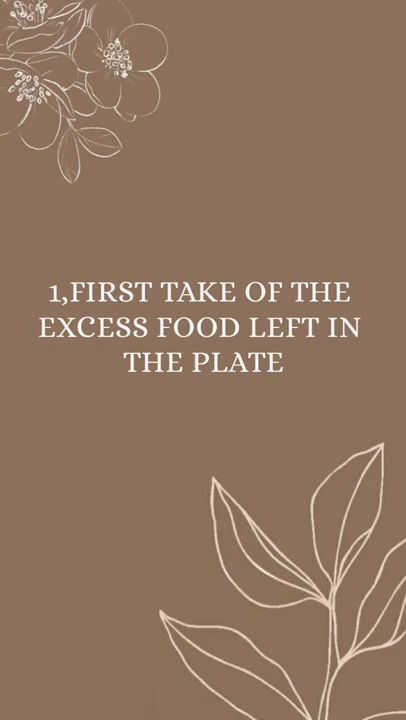 1,FIRST TAKE OF THE
EXCESS FOOD LEFT IN
THE PLATE